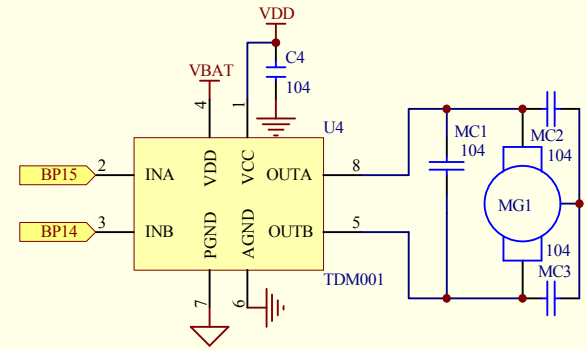 VDD
C4
104
VBAT
4
1
U4
BP15
2
INA
VDD
VCC
OUTA
8
MC1
104
MC2
104
MG1
BP14
3
INB
PGND
AGND
OUTB
5
104
MC3
TDM001
7
6